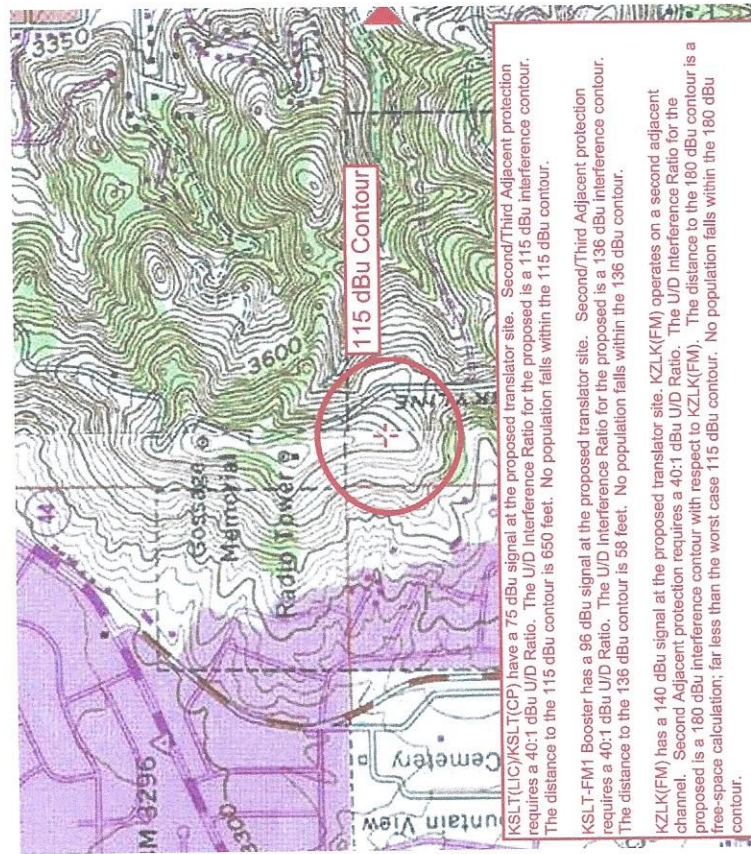 3350
115 dBu Contour
3600
SKYLINE
Gossage
Memorial
Radio Tower
44
BM 3296
3300
Cemetery
untain View
KSLT(LIC)/KSLT(CP) have a 75 dBu signal at the proposed translator site. Second/Third Adjacent protection
requires a 40:1 dBu U/D Ratio. The U/D Interference Ratio for the proposed is a 115 dBu interference contour.
The distance to the 115 dBu contour is 650 feet. No population falls within the 115 dBu contour.
KSLT-FM1 Booster has a 96 dBu signal at the proposed translator site. Second/Third Adjacent protection
requires a 40:1 dBu U/D Ratio. The U/D Interference Ratio for the proposed is a 136 dBu interference contour.
The distance to the 136 dBu contour is 58 feet. No population falls within the 136 dBu contour.
KZLK(FM) has a 140 dBu signal at the proposed translator site. KZLK(FM) operates on a second adjacent
channel. Second Adjacent protection requires a 40:1 dBu U/D Ratio. The U/D Interference Ratio for the
proposed is a 180 dBu interference contour with respect to KZLK(FM). The distance to the 180 dBu contour is a
free-space calculation; far less than the worst case 115 dBu contour. No population falls within the 180 dBu
contour.